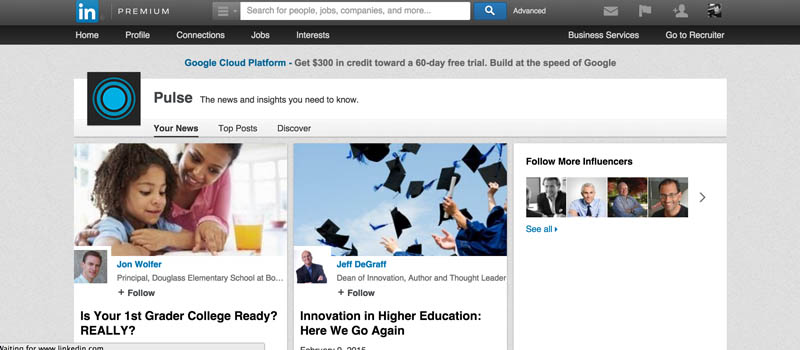 in PREMIUM
Search for people, jobs, companies, and more...
Advanced
Home Profile Connections Jobs Interests Business Services Go to Recruiter
Google Cloud Platform - Get $300 in credit toward a 60-day free trial. Build at the speed of Google
Pulse The news and insights you need to know.
Your News Top Posts Discover
Follow More Influencers
See all
Jon Wolfer
Principal, Douglass Elementary School at Bo...
+ Follow
Is Your 1st Grader College Ready?
REALLY?
Jeff DeGraff
Dean of Innovation, Author and Thought Leader
+ Follow
Innovation in Higher Education:
Here We Go Again
February 9, 2015
Waiting for www.linkedin.com